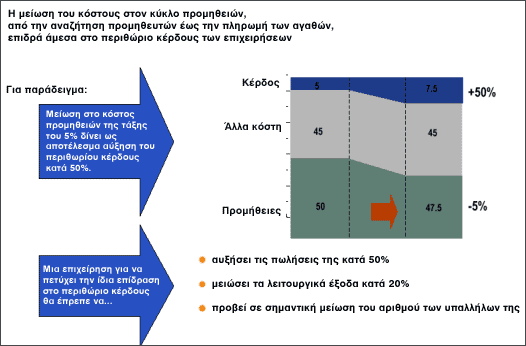 Η μείωση του κόστους στον κύκλο προμηθειών,
από την αναζήτηση προμηθευτών έως την πληρωμή των αγαθών,
επιδρά άμεσα στο περιθώριο κέρδους των επιχειρήσεων
Για παράδειγμα:
Μείωση στο κόστος
προμηθειών της τάξης
του 5% δίνει ως
αποτέλεσμα αύξηση του
περιθωρίου κέρδους
κατά 50%.
Κέρδος
5
7.5
+50%
Άλλα κόστη
45
45
Προμήθειες
50
47.5
-5%
Μια επιχείρηση για να
πετύχει την ίδια επίδραση
στο περιθώριο κέρδους
θα έπρεπε να...
αυξήσει τις πωλήσεις της κατά 50%
μειώσει τα λειτουργικά έξοδα κατά 20%
προβεί σε σημαντική μείωση του αριθμού των υπαλλήλων της